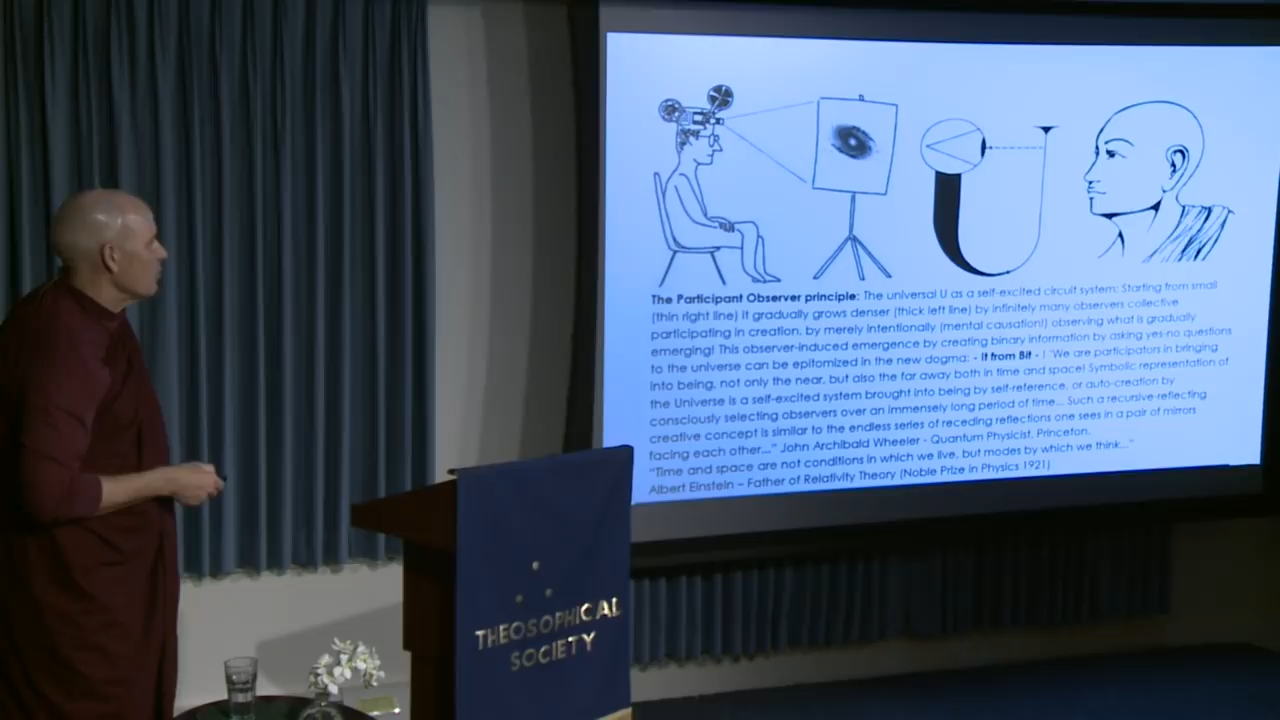 The Participant Observer principle: The universal U as a self-excited circuit system: Starting from small
(thin right line) it gradually grows denser (thick left line) by infinitely many observers collective
participating in creation, by merely intentionally (mental causation!) observing what is gradually
emerging! This observer-induced emergence by creating binary information by asking yes-no questions
to the universe can be epitomized in the new dogma: - It from Bit - ! "We are participators in bringing
into being, not only the near, but also the far away both in time and space! Symbolic representation of
the Universe is a self-excited system brought into being by self-reference, or auto-creation by
consciously selecting observers over an immensely long period of time... Such a recursive-reflecting
creative concept is similar to the endless series of receding reflections one sees in a pair of mirrors
facing each other..." John Archibald Wheeler - Quantum Physicist, Princeton.
"Time and space are not conditions in which we live, but modes by which we think..."
Albert Einstein – Father of Relativity Theory (Noble Prize in Physics 1921)
THEOSOPHICAL
SOCIETY